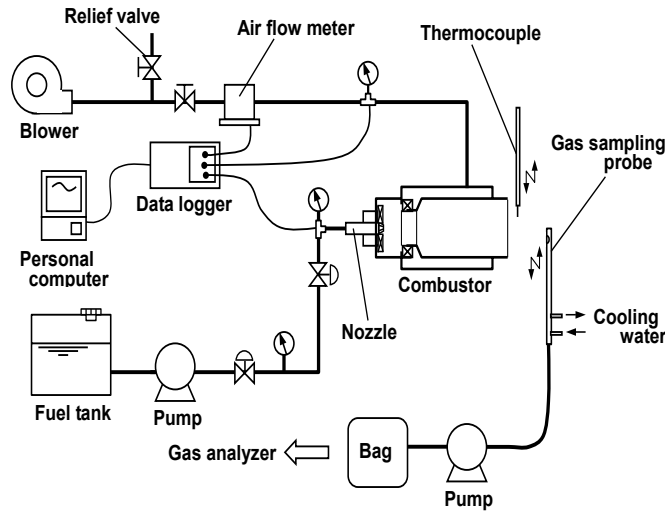 Relief valve
Air flow meter
Thermocouple
Blower
Gas sampling
probe
Data logger
Personal
computer
Combustor
Nozzle
Cooling
water
Fuel tank
Pump
Gas analyzer
Bag
Pump